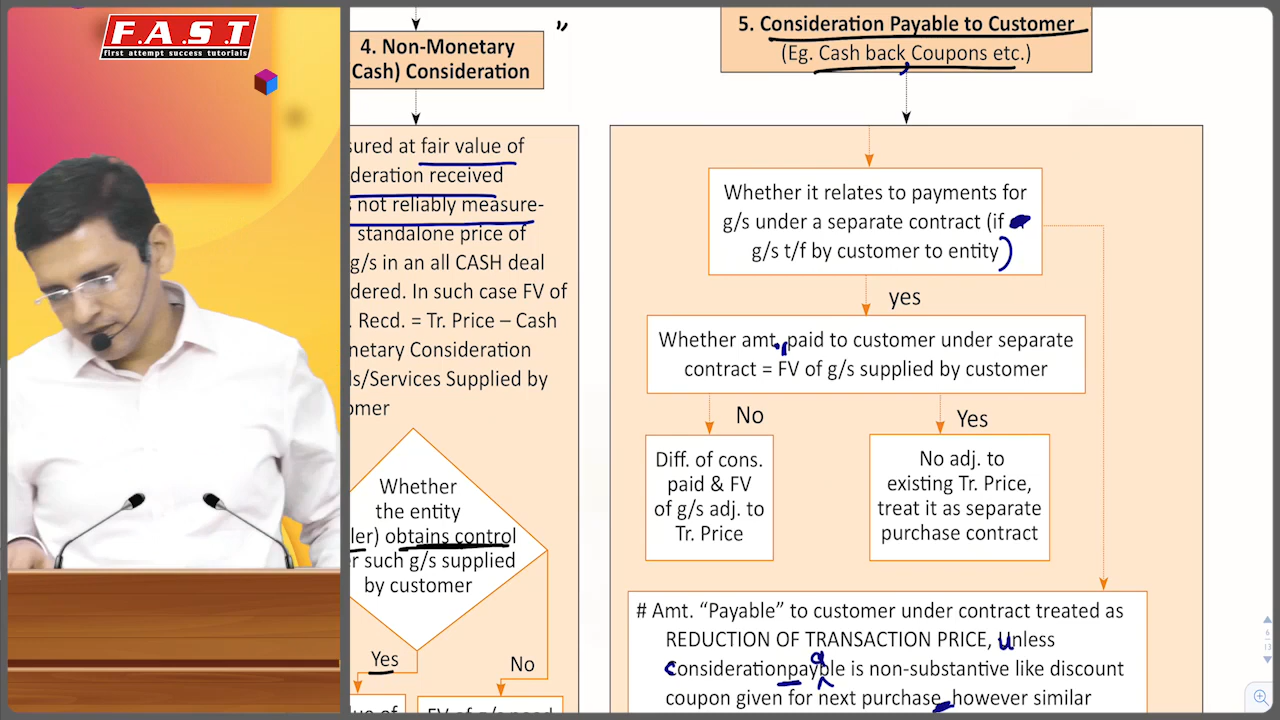 F.A.S.T
first attempt success tutorials
4. Non-Monetary
Cash) Consideration
sured at fair value of
deration received
s not reliably measure-
standalone price of
g/s in an all CASH deal
dered. In such case FV of
. Recd. = Tr. Price – Cash
netary Consideration
ds/Services Supplied by
omer
Whether
the entity
ler) obtains control
r such g/s supplied
by customer
Yes
No
ue of
5. Consideration Payable to Customer
(Eg. Cash back, Coupons etc.)
Whether it relates to payments for
g/s under a separate contract (if
g/s t/f by customer to entity)
yes
Whether amt. paid to customer under separate
contract = FV of g/s supplied by customer
No
Yes
Diff. of cons.
paid & FV
of g/s adj. to
Tr. Price
No adj. to
existing Tr. Price,
treat it as separate
purchase contract
# Amt. “Payable” to customer under contract treated as
REDUCTION OF TRANSACTION PRICE, Unless
Consideration payable is non-substantive like discount
coupon given for next purchase, however similar
6
13